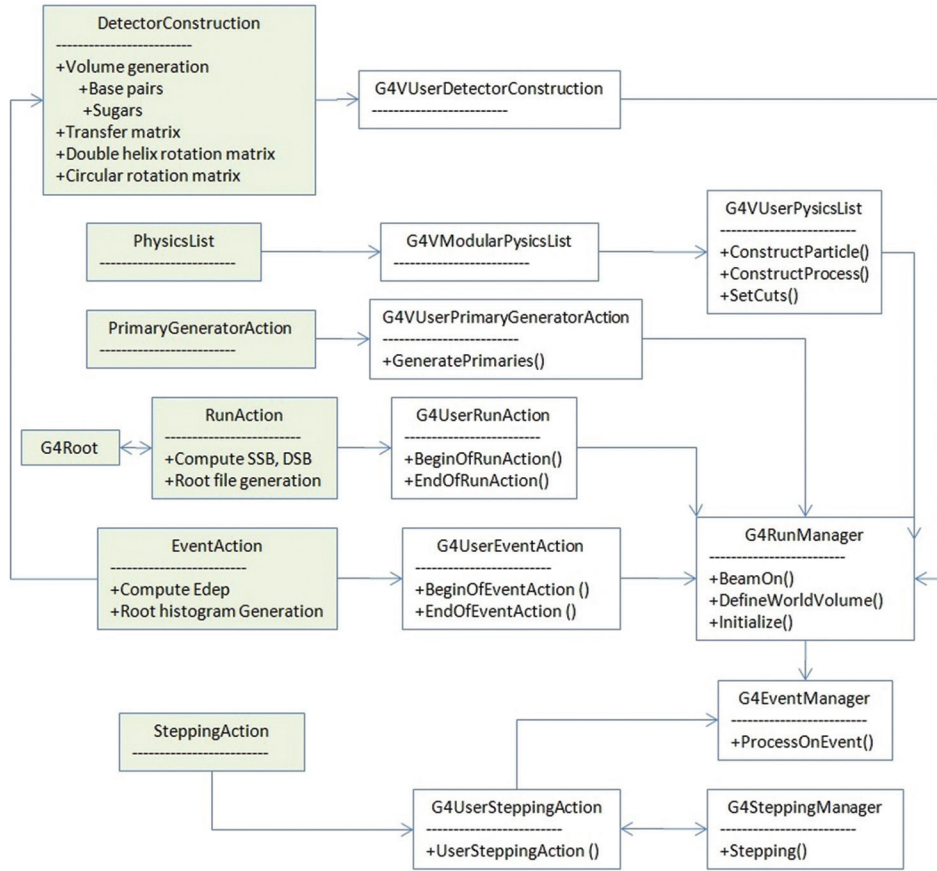 DetectorConstruction
-------------------------
+Volume generation
+Base pairs
+Sugars
+Transfer matrix
+Double helix rotation matrix
+Circular rotation matrix
G4VUserDetectorConstruction
-------------------------
PhysicsList
-------------------------
G4VModularPysicsList
-------------------------
G4VUserPysicsList
-------------------------
+ConstructParticle()
+ConstructProcess()
+SetCuts()
PrimaryGeneratorAction
-------------------------
G4VUserPrimaryGeneratorAction
-------------------------
+GeneratePrimaries()
G4Root
RunAction
-------------------------
+Compute SSB, DSB
+Root file generation
G4UserRunAction
-------------------------
+BeginOfRunAction()
+EndOfRunAction()
EventAction
-------------------------
+Compute Edep
+Root histogram Generation
G4UserEventAction
-------------------------
+BeginOfEventAction ()
+EndOfEventAction ()
G4RunManager
-------------------------
+BeamOn()
+DefineWorldVolume()
+Initialize()
G4EventManager
-------------------------
+ProcessOnEvent()
SteppingAction
-------------------------
G4UserSteppingAction
-------------------------
+UserSteppingAction ()
G4SteppingManager
-------------------------
+Stepping()